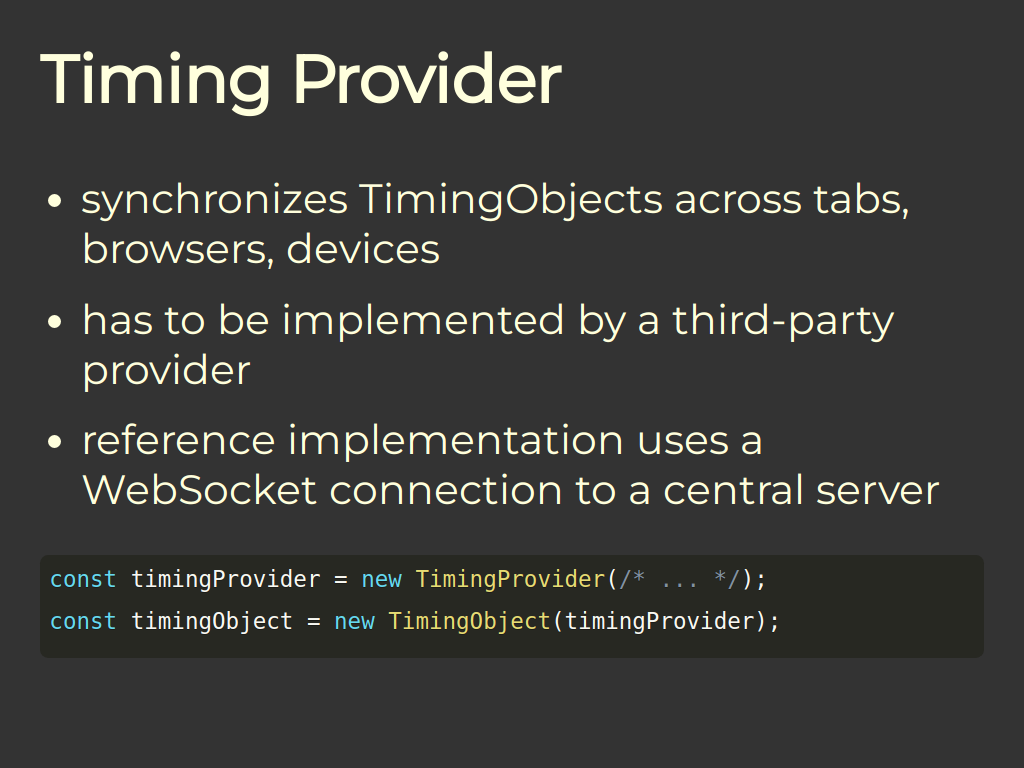 Timing Provider
• synchronizes TimingObjects across tabs,
browsers, devices
• has to be implemented by a third-party
provider
• reference implementation uses a
WebSocket connection to a central server
const timingProvider = new TimingProvider(/* ... */);
const timingObject = new TimingObject(timingProvider);